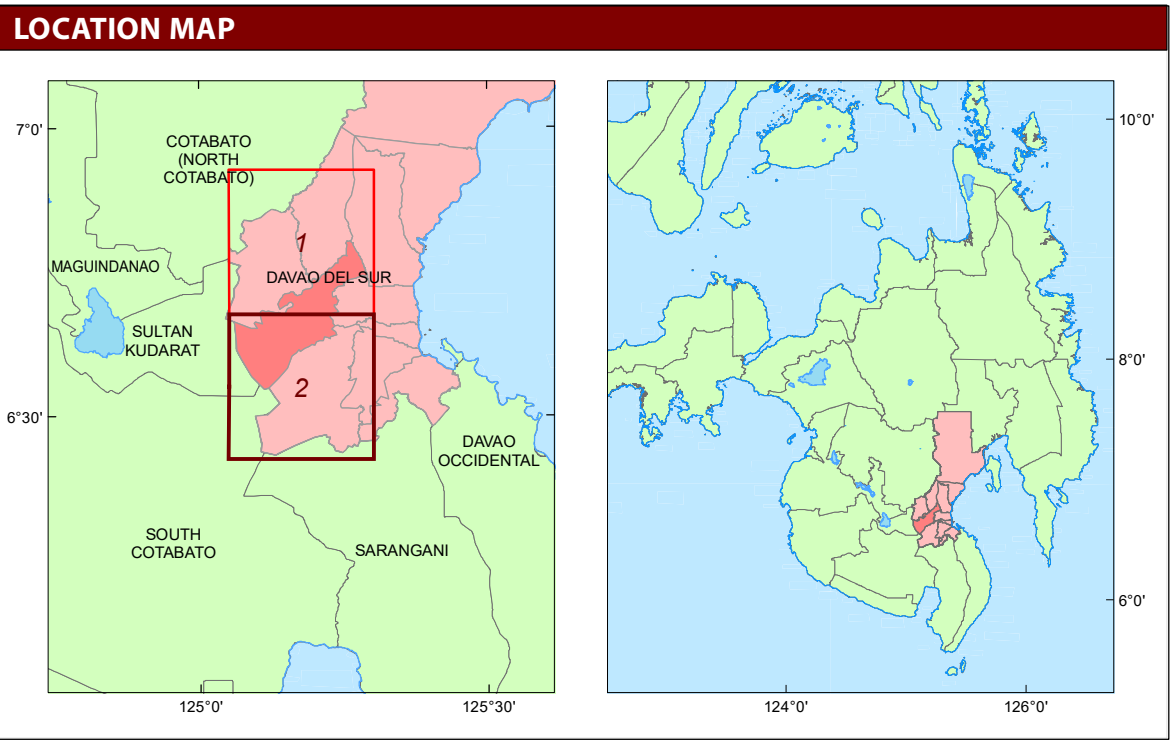 LOCATION MAP
7°0'
COTABATO
(NORTH
COTABATO)
1
DAVAO DEL SUR
MAGUINDANAO
SULTAN
KUDARAT
2
6°30'
DAVAO
OCCIDENTAL
SOUTH
COTABATO
SARANGANI
125°0'
125°30'
10°0'
8°0'
6°0'
124°0'
126°0'